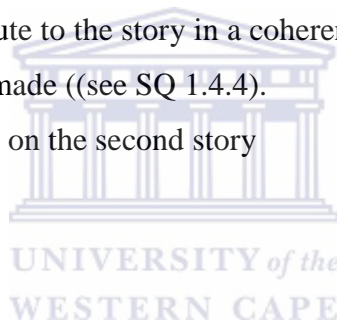 ute to the story in a coheren
made ((see SQ 1.4.4).
on the second story
UNIVERSITY of the
WESTERN CAPE